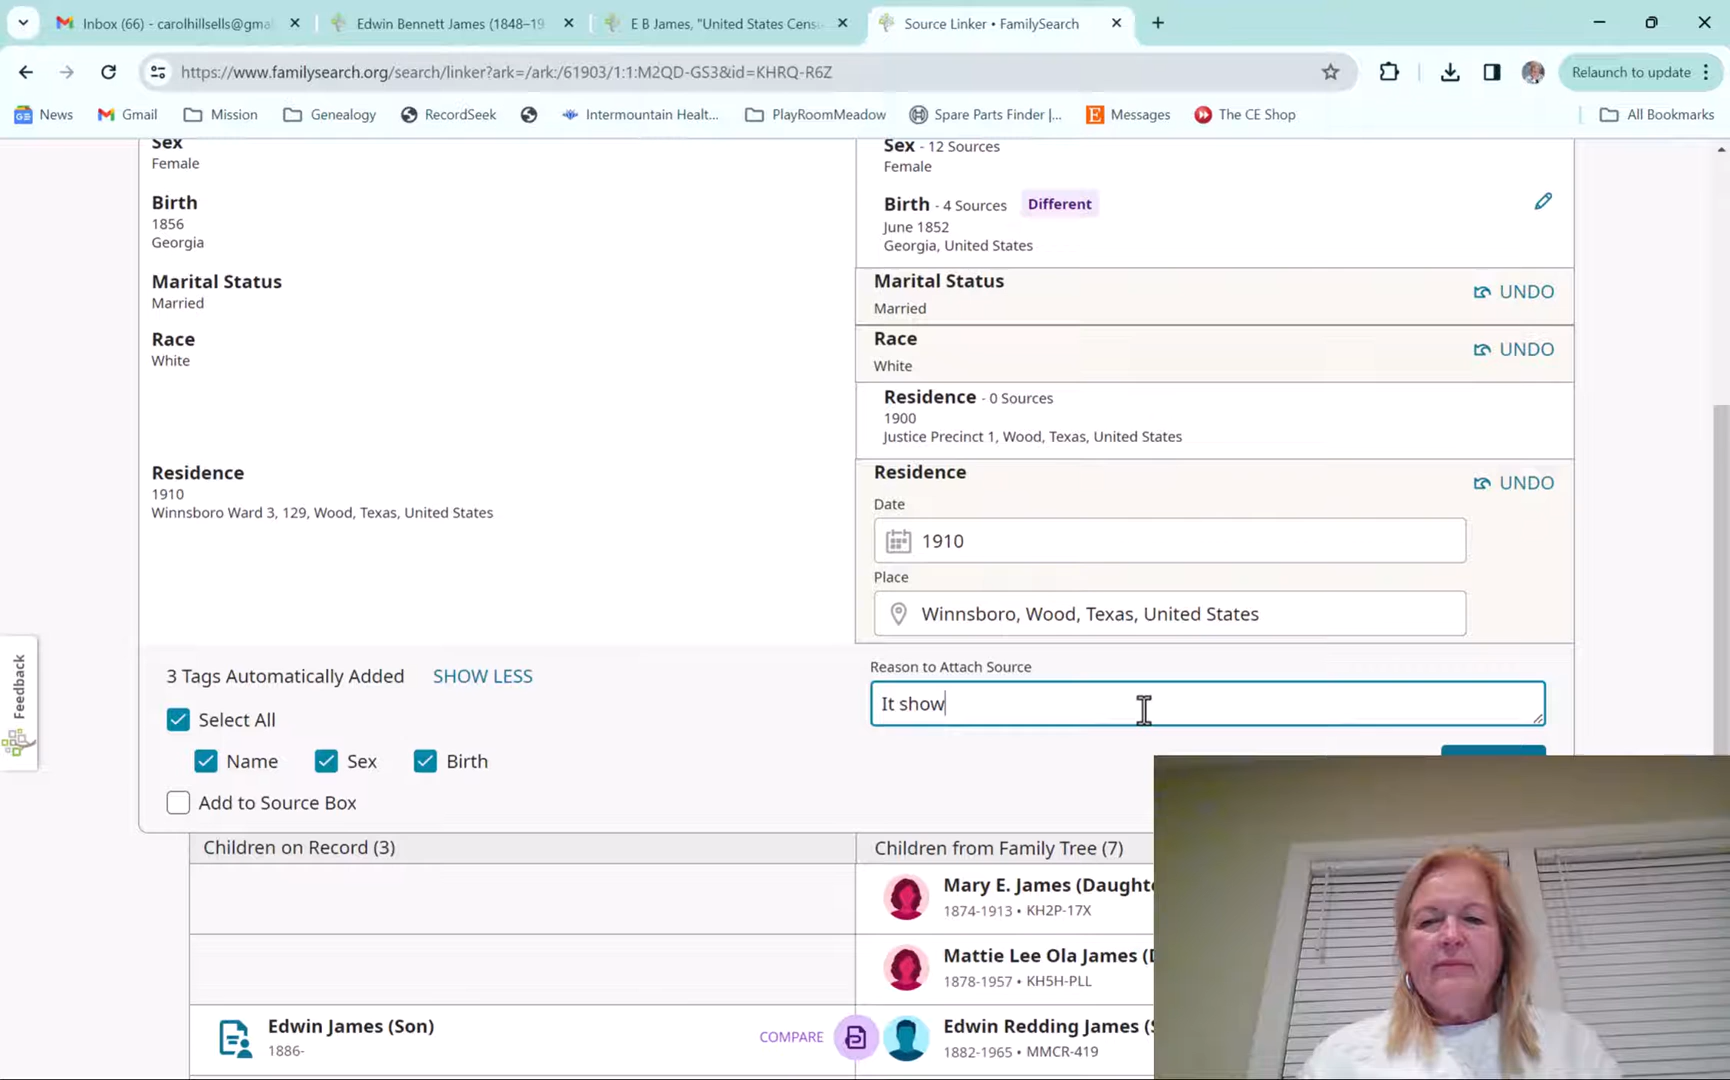 Inbox (66) - carolhillsells@gma
Edwin Bennett James (1848–19
E B James, "United States Cens
Source Linker • FamilySearch
https://www.familysearch.org/search/linker?ark=/ark:/61903/1:1:M2QD-GS3&id=KHRQ-R6Z
Relaunch to update
News
Gmail
Mission
Genealogy
RecordSeek
Intermountain Healt...
PlayRoomMeadow
Spare Parts Finder |...
Messages
The CE Shop
All Bookmarks
Sex
Female
Birth
1856
Georgia
Marital Status
Married
Race
White
Residence
1910
Winnsboro Ward 3, 129, Wood, Texas, United States
Sex - 12 Sources
Female
Birth - 4 Sources Different
June 1852
Georgia, United States
Marital Status
Married
UNDO
Race
White
UNDO
Residence - 0 Sources
1900
Justice Precinct 1, Wood, Texas, United States
Residence
UNDO
Date
1910
Place
Winnsboro, Wood, Texas, United States
3 Tags Automatically Added SHOW LESS
Select All
Name Sex Birth
Add to Source Box
Reason to Attach Source
It show
Feedback
Children on Record (3)
Children from Family Tree (7)
Mary E. James (Daughte
1874-1913 • KH2P-17X
Mattie Lee Ola James (
1878-1957 • KH5H-PLL
Edwin James (Son)
1886-
COMPARE
Edwin Redding James (
1882-1965 • MMCR-419